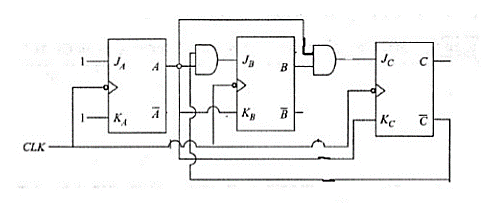 1 J_A A
1 K_A A̅
J_B B
K_B B̅
J_C C
K_C C̅
CLK